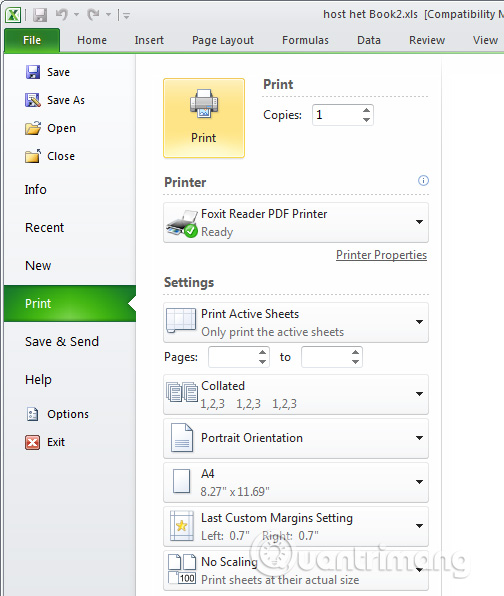 host het Book2.xls [Compatibility M
File Home Insert Page Layout Formulas Data Review View
Save
Save As
Open
Close
Info
Recent
New
Print
Save & Send
Help
Options
Exit
Print
Print
Copies: 1
Printer
Foxit Reader PDF Printer
Ready
Printer Properties
Settings
Print Active Sheets
Only print the active sheets
Pages: to
Collated
1,2,3 1,2,3 1,2,3
Portrait Orientation
A4
8.27" x 11.69"
Last Custom Margins Setting
Left: 0.7" Right: 0.7"
No Scaling
100
Print sheets at their actual size
Quantrimang